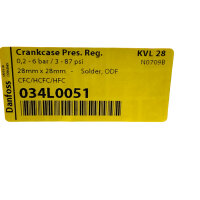 Crankcase Pres. Reg. KVL 28
0,2 - 6 bar / 3 - 87 psi N0709B
28mm x 28mm - Solder, ODF
CFC/HCFC/HFC
034L0051
Danfoss